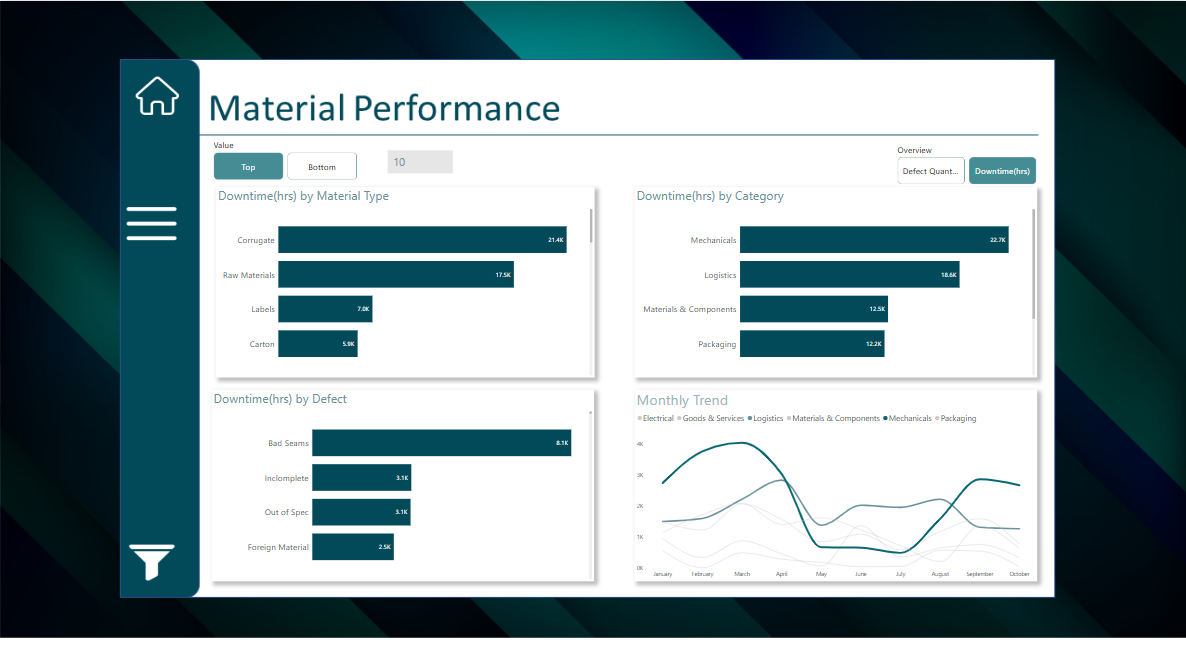 Material Performance
Value
Top
Bottom
10
Overview
Defect Quant...
Downtime(hrs)
Downtime(hrs) by Material Type
Corrugate 21.4K
Raw Materials 17.5K
Labels 7.0K
Carton 5.9K
Downtime(hrs) by Category
Mechanicals 22.7K
Logistics 18.6K
Materials & Components 12.5K
Packaging 12.2K
Downtime(hrs) by Defect
Bad Seams 8.1K
Inclomplete 3.1K
Out of Spec 3.1K
Foreign Material 2.5K
Monthly Trend
Electrical Goods & Services Logistics Materials & Components Mechanicals Packaging
4K
3K
2K
1K
0K
January February March April May June July August September October